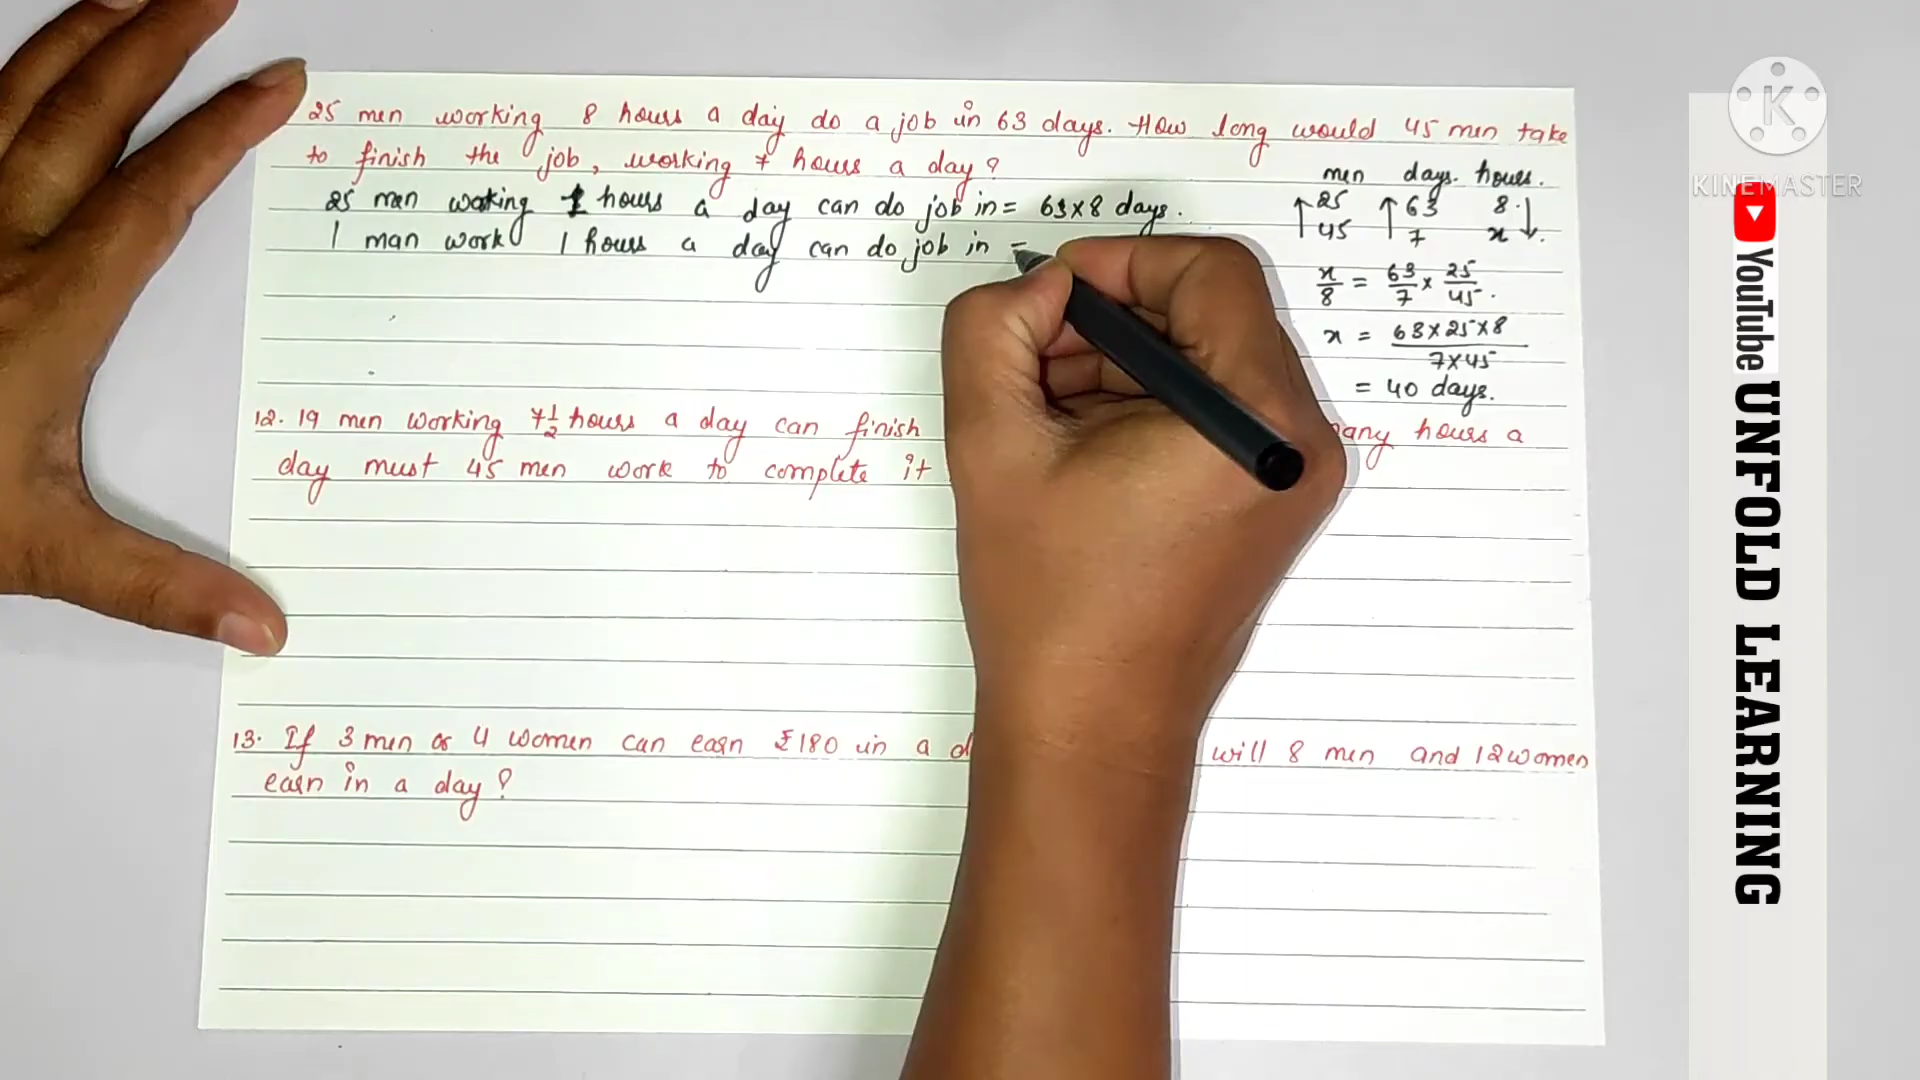 25 men working 8 hours a day do a job in 63 days. How long would 45 men take
to finish the job, working 7 hours a day?
25 men working 1 hours a day can do job in = 63×8 days.
1 man work 1 hours a day can do job in =
men days. hours.
25 63 8
45 7 x
x/8 = 63/7 × 25/45.
x = 63×25×8 / 7×45
= 40 days.
12. 19 men working 7 1/2 hours a day can finish many hours a
day must 45 men work to complete it
13. If 3 men or 4 women can earn ₹180 in a will 8 men and 12 women
earn in a day?
K
KINEMASTER
YouTube UNFOLD LEARNING